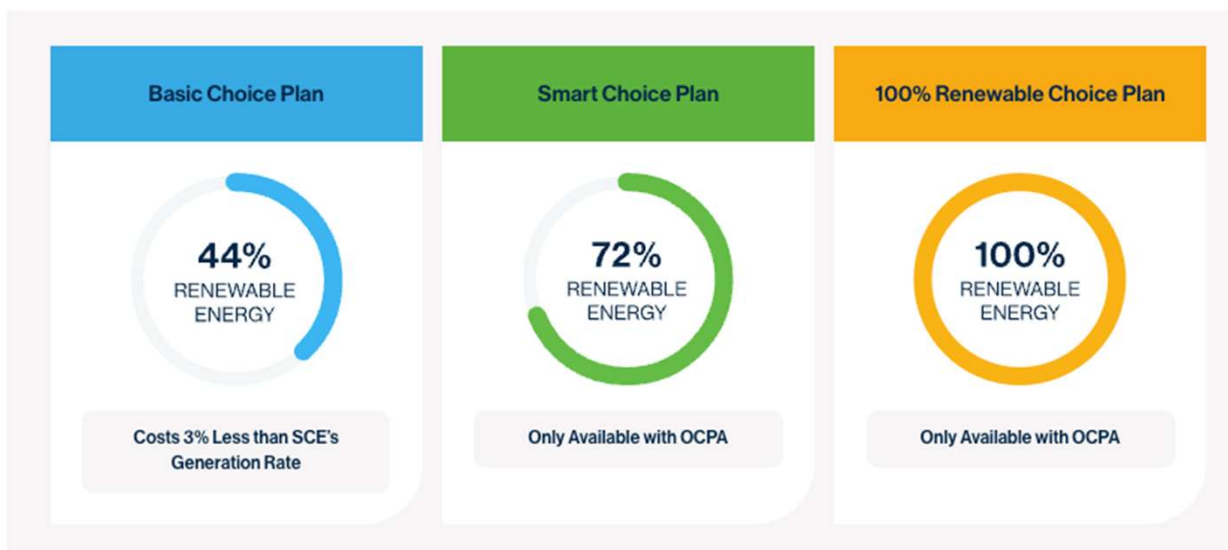 Basic Choice Plan
44%
RENEWABLE
ENERGY
Costs 3% Less than SCE's
Generation Rate
Smart Choice Plan
72%
RENEWABLE
ENERGY
Only Available with OCPA
100% Renewable Choice Plan
100%
RENEWABLE
ENERGY
Only Available with OCPA